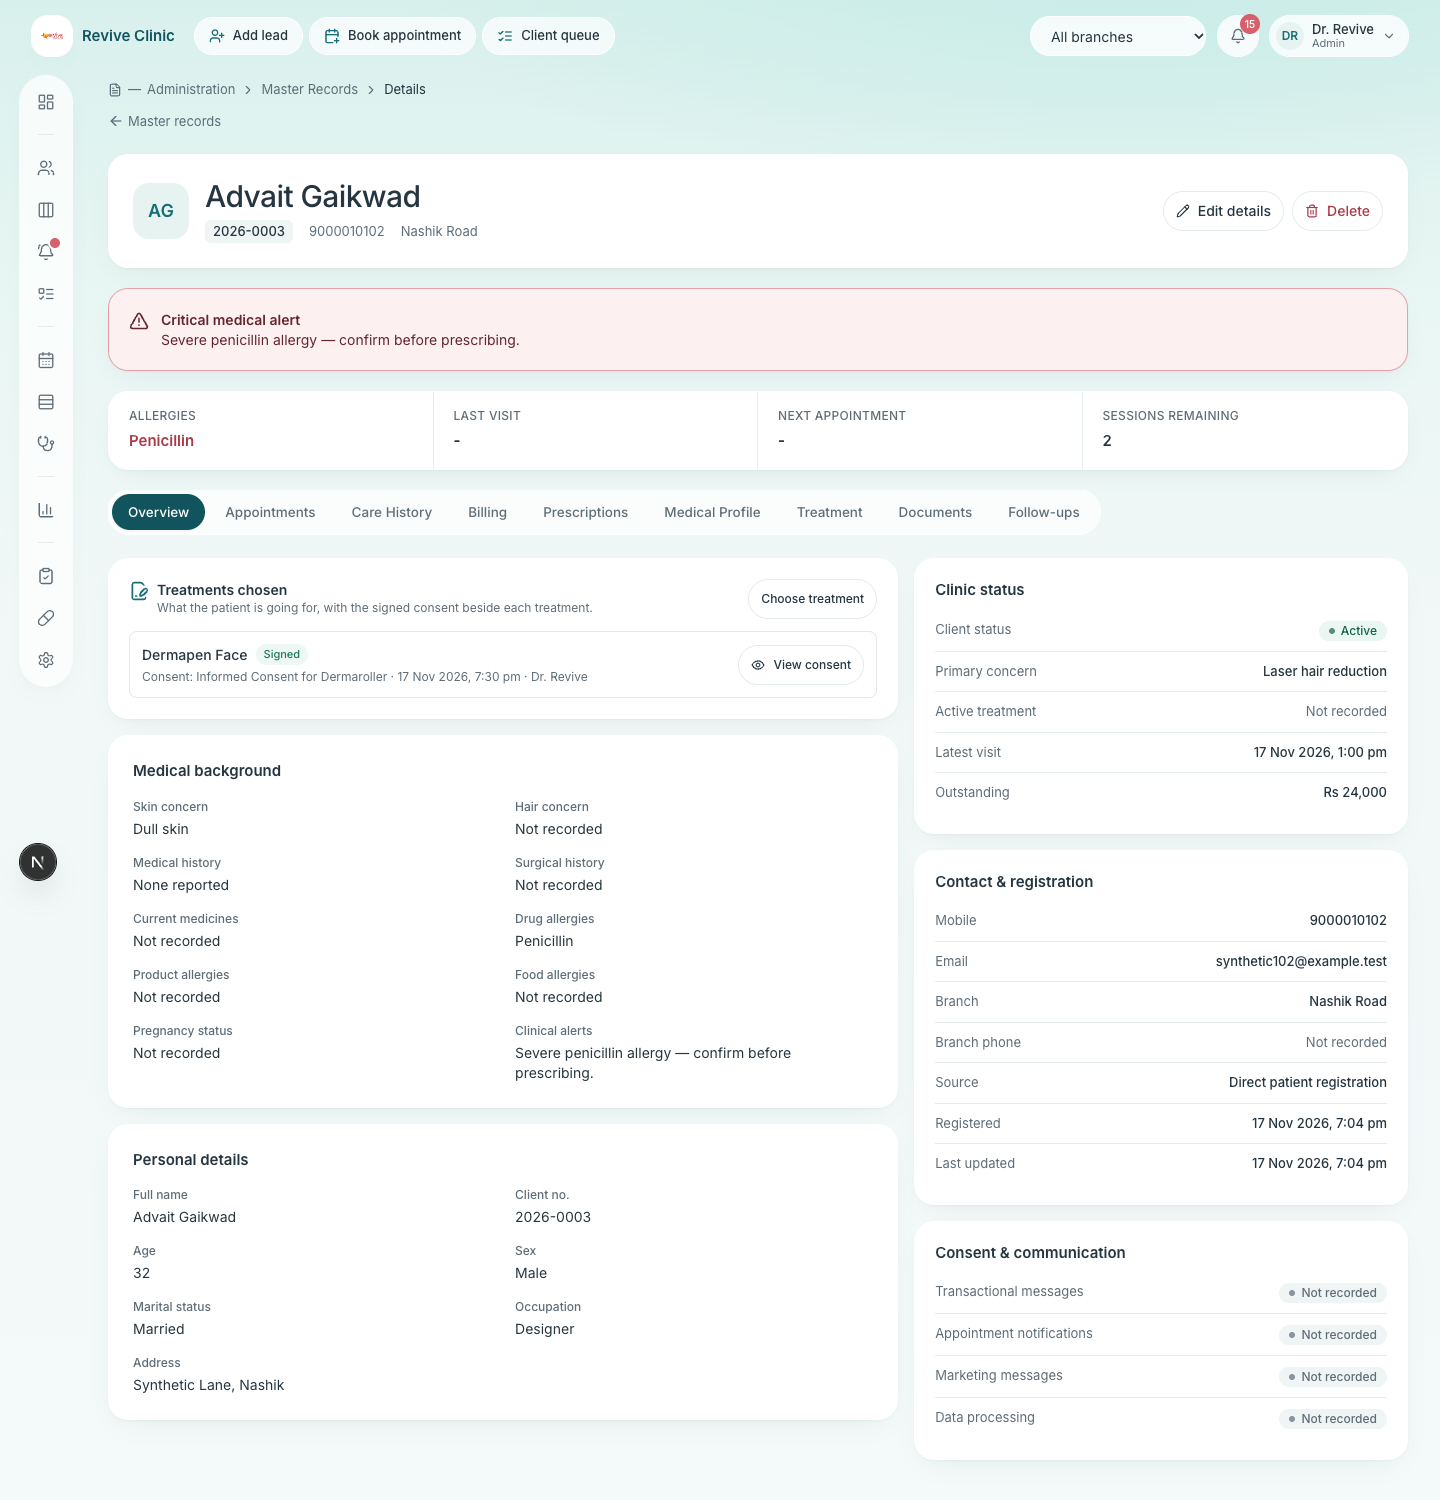 Revive Clinic
Add lead
Book appointment
Client queue
All branches
15
DR
Dr. Revive
Admin
— Administration > Master Records > Details
← Master records
AG
Advait Gaikwad
2026-0003 9000010102 Nashik Road
Edit details
Delete
Critical medical alert
Severe penicillin allergy — confirm before prescribing.
ALLERGIES
Penicillin
LAST VISIT
-
NEXT APPOINTMENT
-
SESSIONS REMAINING
2
Overview Appointments Care History Billing Prescriptions Medical Profile Treatment Documents Follow-ups
Treatments chosen
What the patient is going for, with the signed consent beside each treatment.
Choose treatment
Dermapen Face Signed
Consent: Informed Consent for Dermaroller · 17 Nov 2026, 7:30 pm · Dr. Revive
View consent
Medical background
Skin concern
Dull skin
Hair concern
Not recorded
Medical history
None reported
Surgical history
Not recorded
Current medicines
Not recorded
Drug allergies
Penicillin
Product allergies
Not recorded
Food allergies
Not recorded
Pregnancy status
Not recorded
Clinical alerts
Severe penicillin allergy — confirm before
prescribing.
Personal details
Full name
Advait Gaikwad
Client no.
2026-0003
Age
32
Sex
Male
Marital status
Married
Occupation
Designer
Address
Synthetic Lane, Nashik
Clinic status
Client status Active
Primary concern Laser hair reduction
Active treatment Not recorded
Latest visit 17 Nov 2026, 1:00 pm
Outstanding Rs 24,000
Contact & registration
Mobile 9000010102
Email synthetic102@example.test
Branch Nashik Road
Branch phone Not recorded
Source Direct patient registration
Registered 17 Nov 2026, 7:04 pm
Last updated 17 Nov 2026, 7:04 pm
Consent & communication
Transactional messages Not recorded
Appointment notifications Not recorded
Marketing messages Not recorded
Data processing Not recorded
N